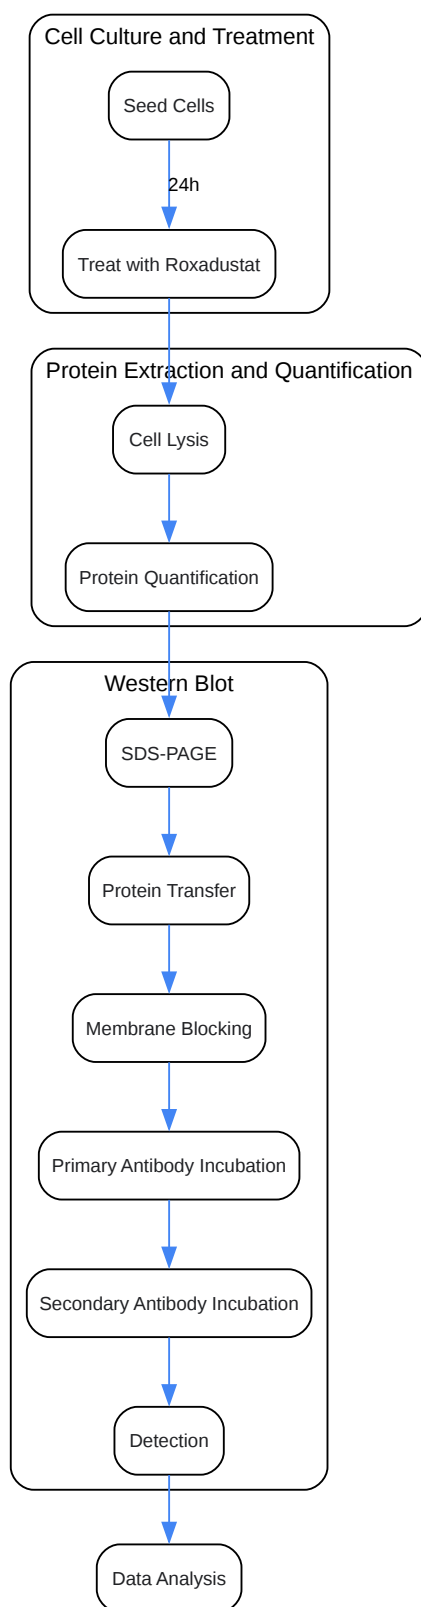 Cell Culture and Treatment
Seed Cells
24h
Treat with Roxadustat
Protein Extraction and Quantification
Cell Lysis
Protein Quantification
Western Blot
SDS-PAGE
Protein Transfer
Membrane Blocking
Primary Antibody Incubation
Secondary Antibody Incubation
Detection
Data Analysis